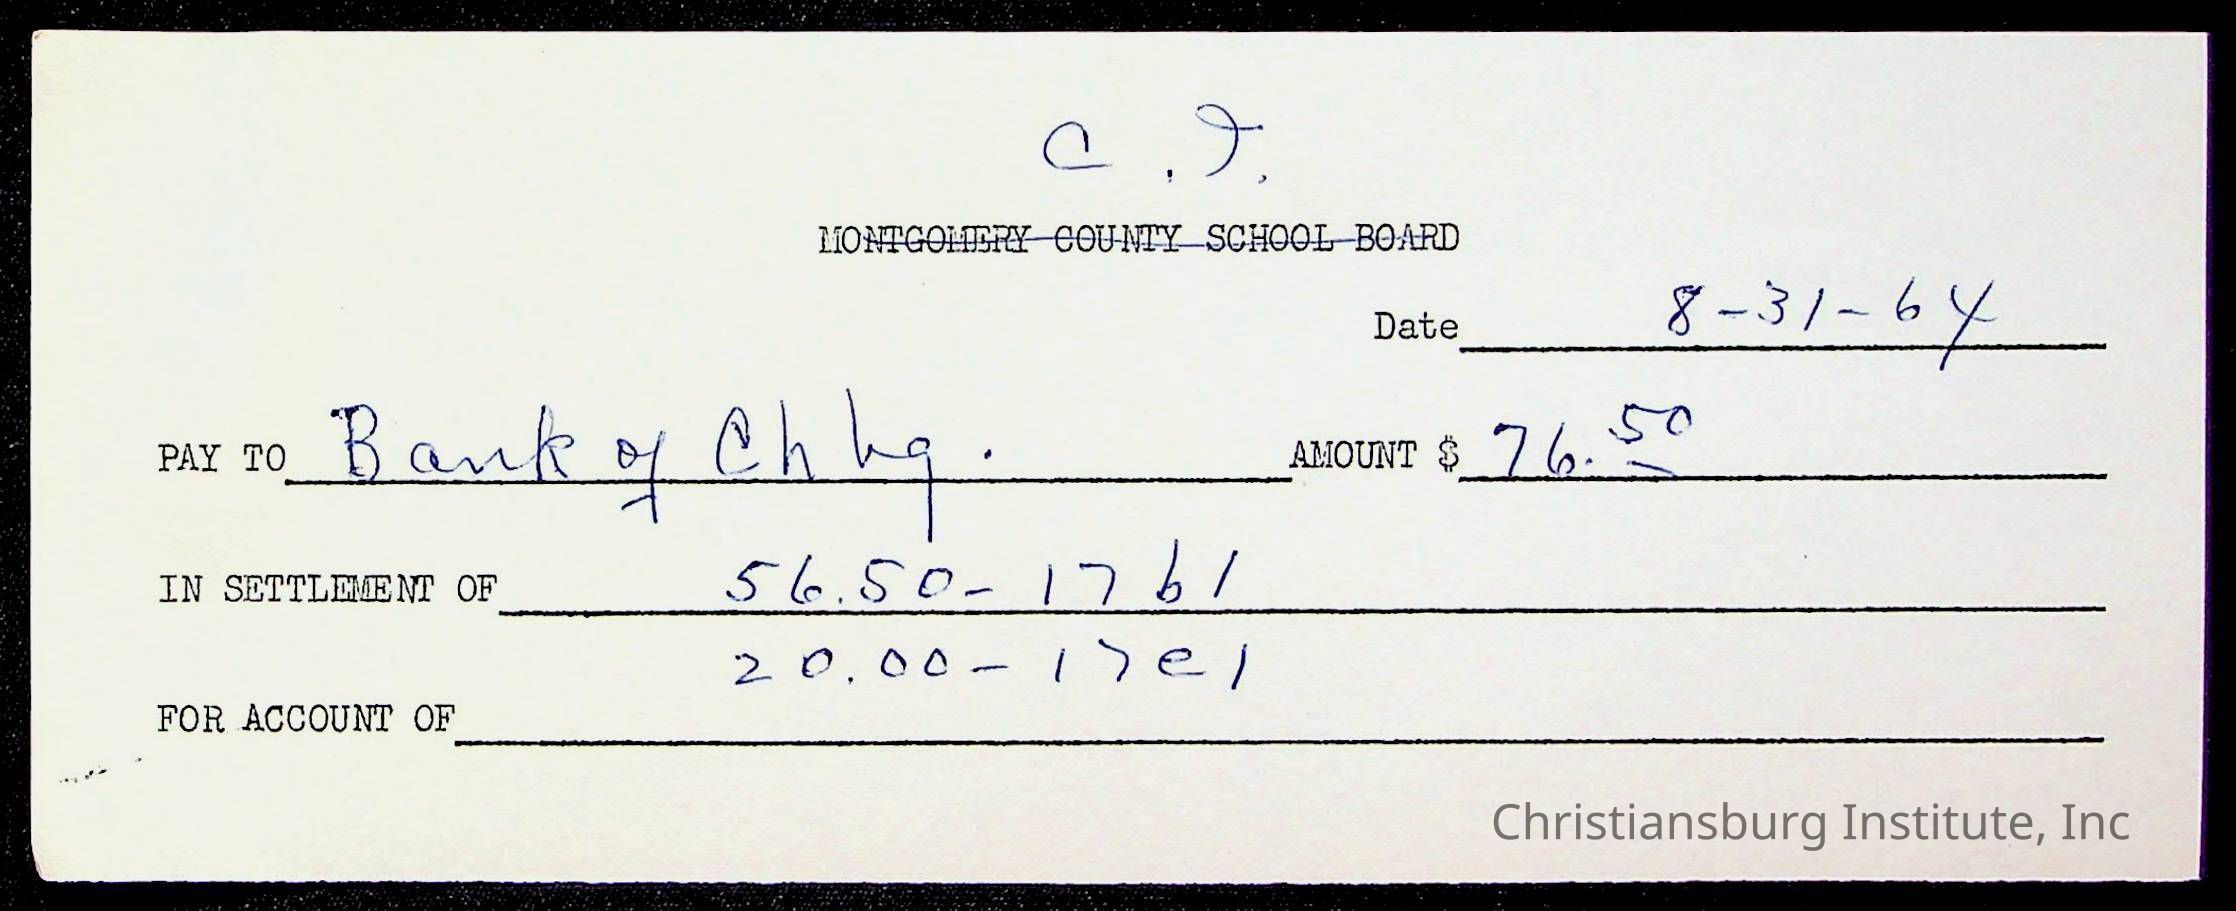 C.I.
MONTGOMERY COUNTY SCHOOL BOARD
Date 8-31-64
PAY TO Bank of Chbg. AMOUNT $ 76.50
IN SETTLEMENT OF 56.50-17b1
20.00-17e1
FOR ACCOUNT OF
Christiansburg Institute, Inc